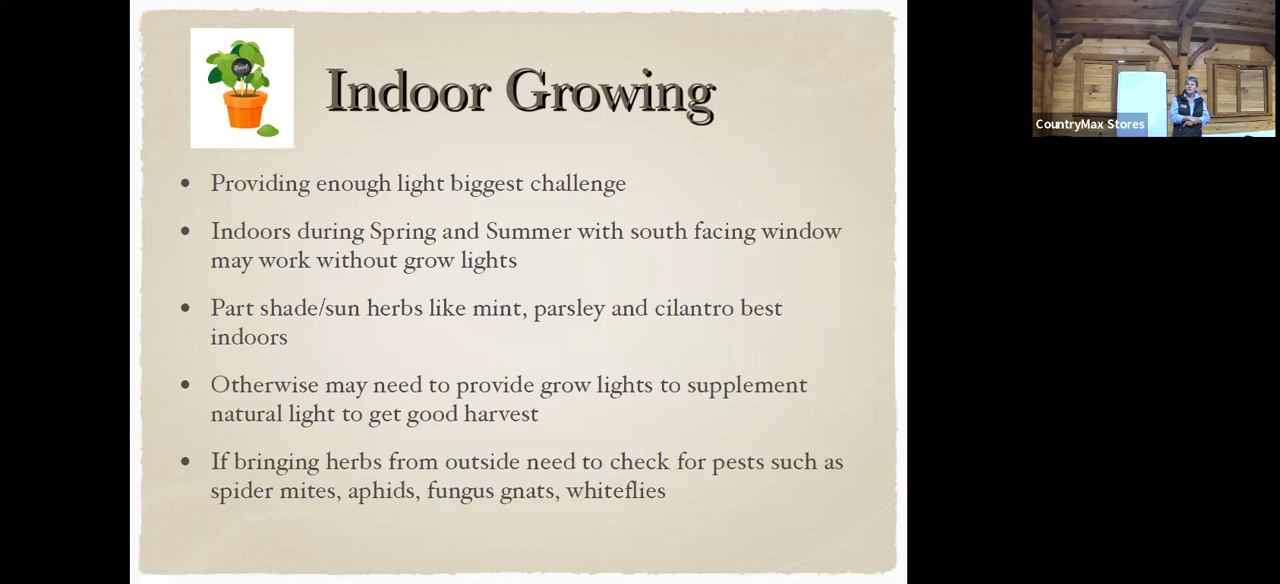 Indoor Growing
CountryMax Stores
• Providing enough light biggest challenge
• Indoors during Spring and Summer with south facing window
may work without grow lights
• Part shade/sun herbs like mint, parsley and cilantro best
indoors
• Otherwise may need to provide grow lights to supplement
natural light to get good harvest
• If bringing herbs from outside need to check for pests such as
spider mites, aphids, fungus gnats, whiteflies